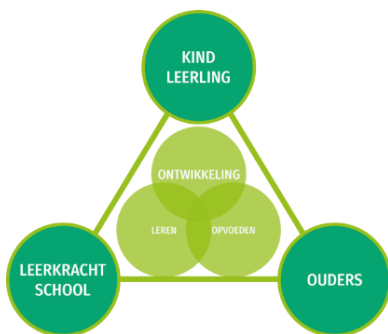 KIND
LEERLING
ONTWIKKELING
LEREN
OPVOEDEN
LEERKRACHT
SCHOOL
OUDERS